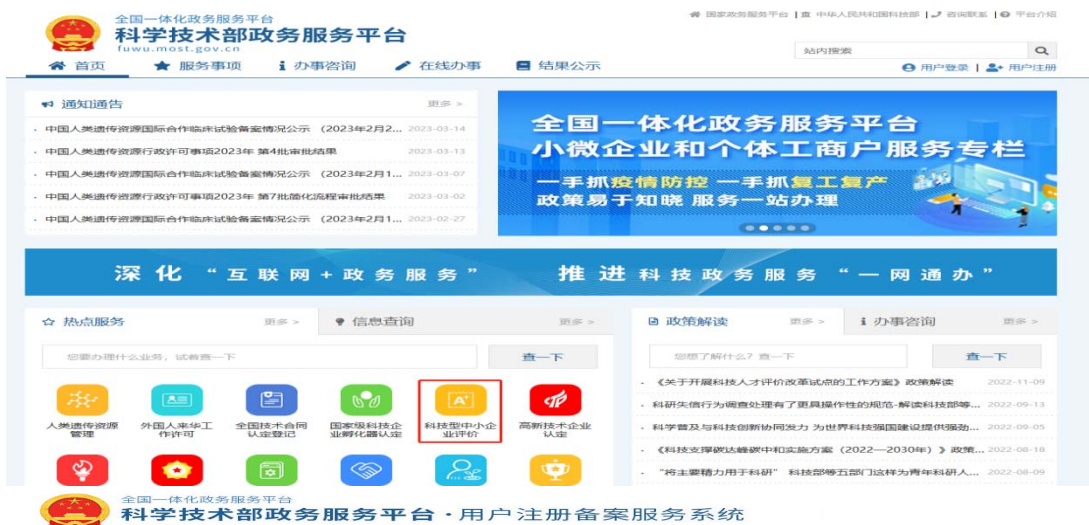 全国一体化政务服务平台
科学技术部政务服务平台
fuwu.most.gov.cn
国家政务服务平台 | 中华人民共和国科技部 | 咨询联系 | 平台介绍
站内搜索
首页 服务事项 办事咨询 在线办事 结果公示
用户登录 | 用户注册
通知通告 更多 >
中国人类遗传资源国际合作临床试验备案情况公示 （2023年2月2... 2023-03-14
中国人类遗传资源行政许可事项2023年 第4批审批结果 2023-03-13
中国人类遗传资源国际合作临床试验备案情况公示 （2023年2月1... 2023-03-07
中国人类遗传资源行政许可事项2023年 第7批简化流程审批结果 2023-03-02
中国人类遗传资源国际合作临床试验备案情况公示 （2023年2月1... 2023-02-27
全国一体化政务服务平台
小微企业和个体工商户服务专栏
一手抓疫情防控 一手抓复工复产
政策易于知晓 服务一站办理
深化“互联网+政务服务” 推进科技政务服务“一网通办”
热点服务 更多 >
信息查询 更多 >
您要办理什么业务，试着查一下 查一下
人类遗传资源管理
外国人来华工作许可
全国技术合同认定登记
国家级科技企业孵化器认定
科技型中小企业评价
高新技术企业认定
政策解读 更多 >
办事咨询 更多 >
您想了解什么？查一下 查一下
《关于开展科技人才评价改革试点的工作方案》政策解读 2022-11-09
科研失信行为调查处理有了更具操作性的规范-解读科技部等... 2022-09-13
科学普及与科技创新协同发力 为世界科技强国建设提供强劲... 2022-09-05
《科技支撑碳达峰碳中和实施方案（2022—2030年）》政策... 2022-08-18
“将主要精力用于科研” 科技部等五部门这样为青年科研人... 2022-08-09
全国一体化政务服务平台
科学技术部政务服务平台·用户注册备案服务系统